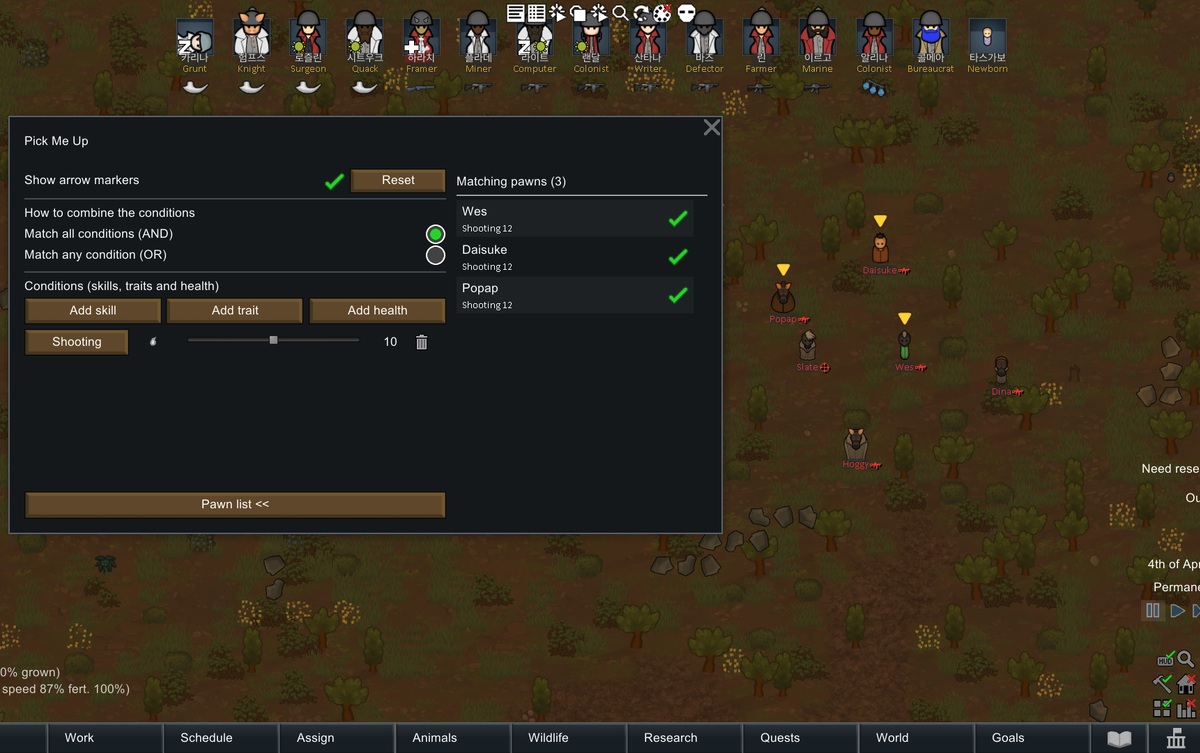 카리나
Grunt
험프스
Knight
로즐린
Surgeon
시트우크
Quack
하라치
Framer
플라데
Miner
라이트
Computer
랜달
Colonist
산타나
Writer
바즈
Defector
린
Farmer
이르고
Marine
알리나
Colonist
콜메아
Bureaucrat
타스가보
Newborn
Pick Me Up
Show arrow markers
Reset
How to combine the conditions
Match all conditions (AND)
Match any condition (OR)
Conditions (skills, traits and health)
Add skill
Add trait
Add health
Shooting
10
Pawn list <<
Matching pawns (3)
Wes
Shooting 12
Daisuke
Shooting 12
Popap
Shooting 12
Daisuke
Popap
Slate
Wes
Dina
Hoggy
Need rese
Ou
4th of Apr
Permane
0% grown)
speed 87% fert. 100%)
Work
Schedule
Assign
Animals
Wildlife
Research
Quests
World
Goals